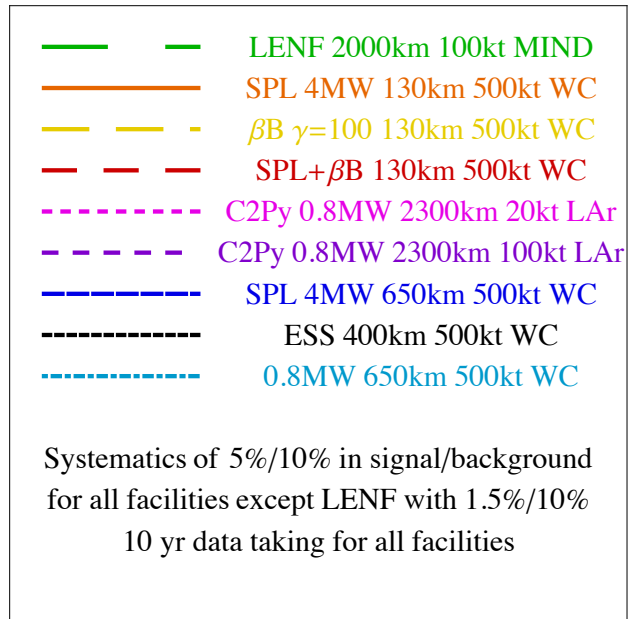 LENF 2000km 100kt MIND
SPL 4MW 130km 500kt WC
βB γ=100 130km 500kt WC
SPL+βB 130km 500kt WC
C2Py 0.8MW 2300km 20kt LAr
C2Py 0.8MW 2300km 100kt LAr
SPL 4MW 650km 500kt WC
ESS 400km 500kt WC
0.8MW 650km 500kt WC
Systematics of 5%/10% in signal/background
for all facilities except LENF with 1.5%/10%
10 yr data taking for all facilities